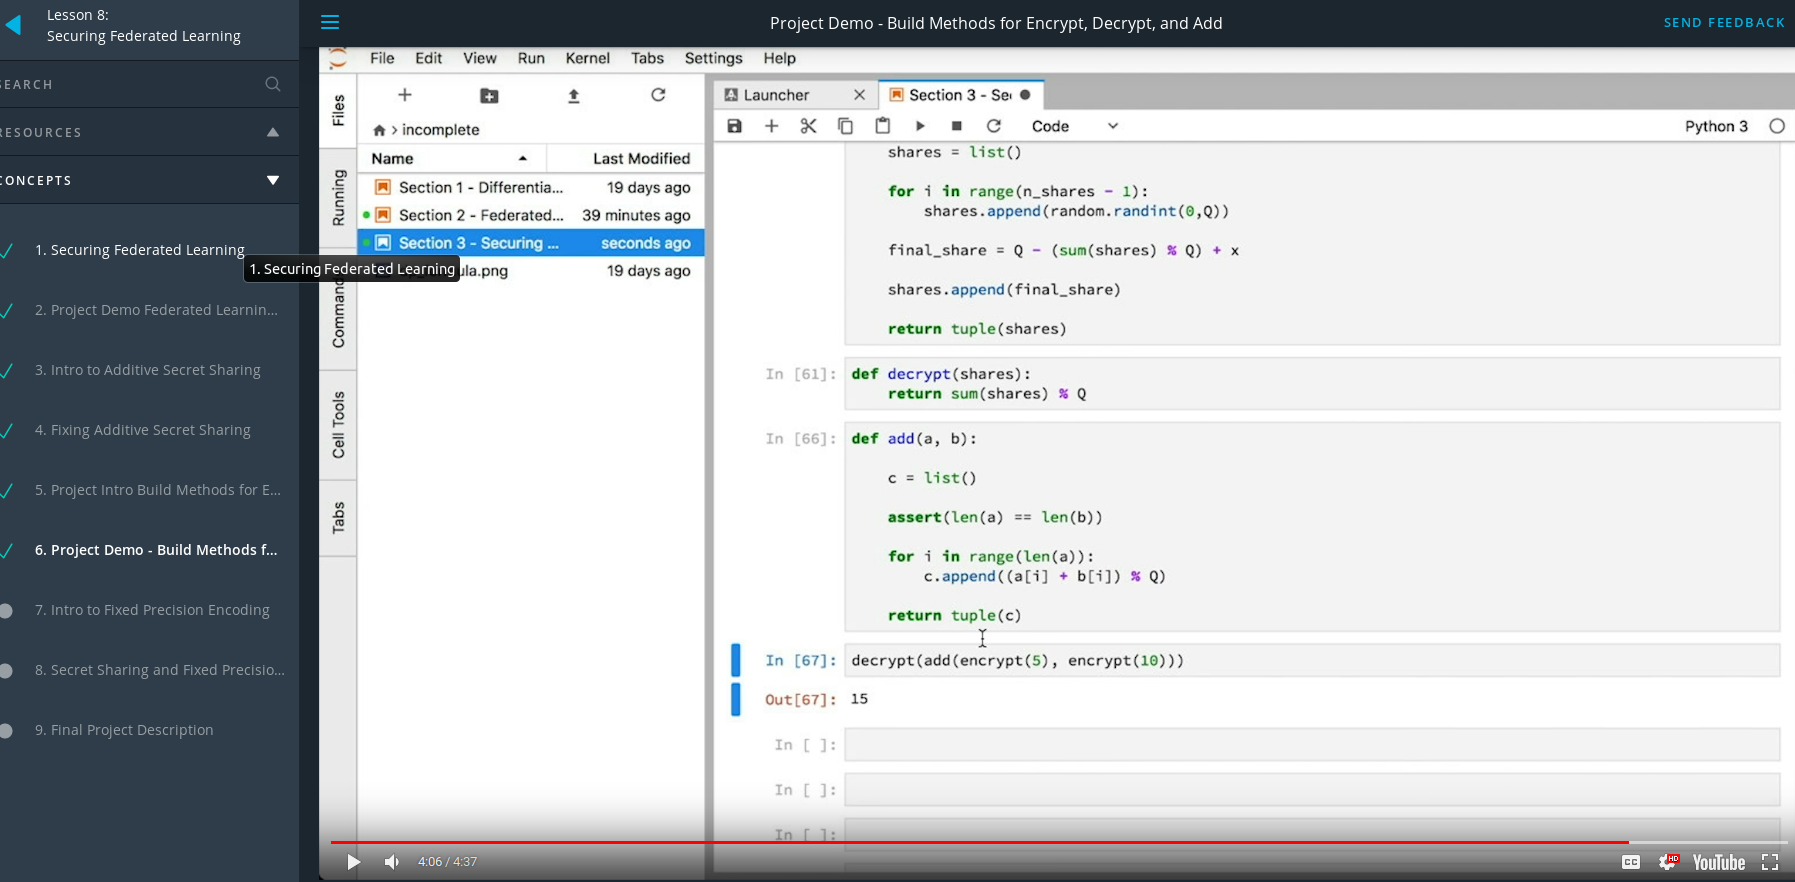 Lesson 8:
Securing Federated Learning
SEARCH
RESOURCES
CONCEPTS
1. Securing Federated Learning
1. Securing Federated Learning
2. Project Demo Federated Learnin...
3. Intro to Additive Secret Sharing
4. Fixing Additive Secret Sharing
5. Project Intro Build Methods for E...
6. Project Demo - Build Methods f...
7. Intro to Fixed Precision Encoding
8. Secret Sharing and Fixed Precisio...
9. Final Project Description
Project Demo - Build Methods for Encrypt, Decrypt, and Add
SEND FEEDBACK
File Edit View Run Kernel Tabs Settings Help
Files
Running
Command
Cell Tools
Tabs
incomplete
Name Last Modified
Section 1 - Differentia... 19 days ago
Section 2 - Federated... 39 minutes ago
Section 3 - Securing ... seconds ago
ula.png 19 days ago
Launcher
Section 3 - Se
Code
Python 3
shares = list()
for i in range(n_shares - 1):
shares.append(random.randint(0,Q))
final_share = Q - (sum(shares) % Q) + x
shares.append(final_share)
return tuple(shares)
In [61]: def decrypt(shares):
return sum(shares) % Q
In [66]: def add(a, b):
c = list()
assert(len(a) == len(b))
for i in range(len(a)):
c.append((a[i] + b[i]) % Q)
return tuple(c)
In [67]: decrypt(add(encrypt(5), encrypt(10)))
Out[67]: 15
In [ ]:
In [ ]:
In [ ]:
4:06 / 4:37
CC
HD
YouTube